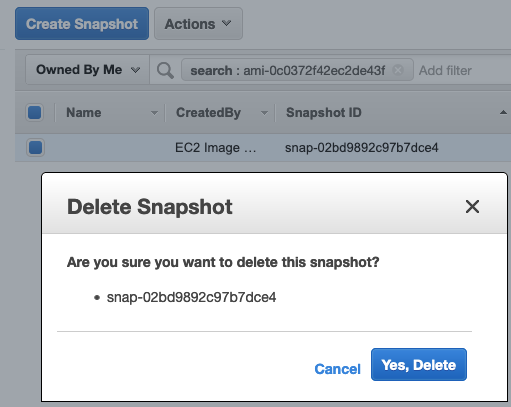 Create Snapshot Actions
Owned By Me search : ami-0c0372f42ec2de43f Add filter
Name CreatedBy Snapshot ID
EC2 Image ... snap-02bd9892c97b7dce4
Delete Snapshot
Are you sure you want to delete this snapshot?
• snap-02bd9892c97b7dce4
Cancel Yes, Delete